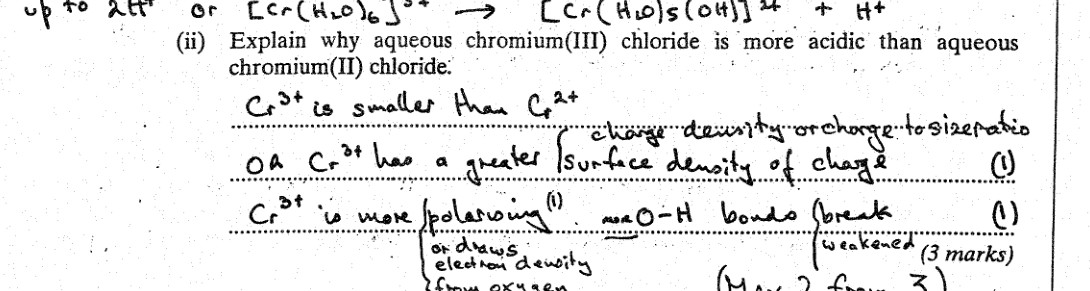 up to 2H⁺ or [Cr(H₂O)₆]³⁺ → [Cr(H₂O)5(OH)]²⁺ + H+
(ii) Explain why aqueous chromium(III) chloride is more acidic than aqueous
chromium(II) chloride.
Cr³⁺ is smaller than Cr²⁺
charge density or charge to size ratio
OR Cr³⁺ has a greater surface density of charge (1)
Cr³⁺ is more polarising (1) O-H bonds break (1)
or draws weakened (3 marks)
electron density
from oxygen (Max 2 from 3)